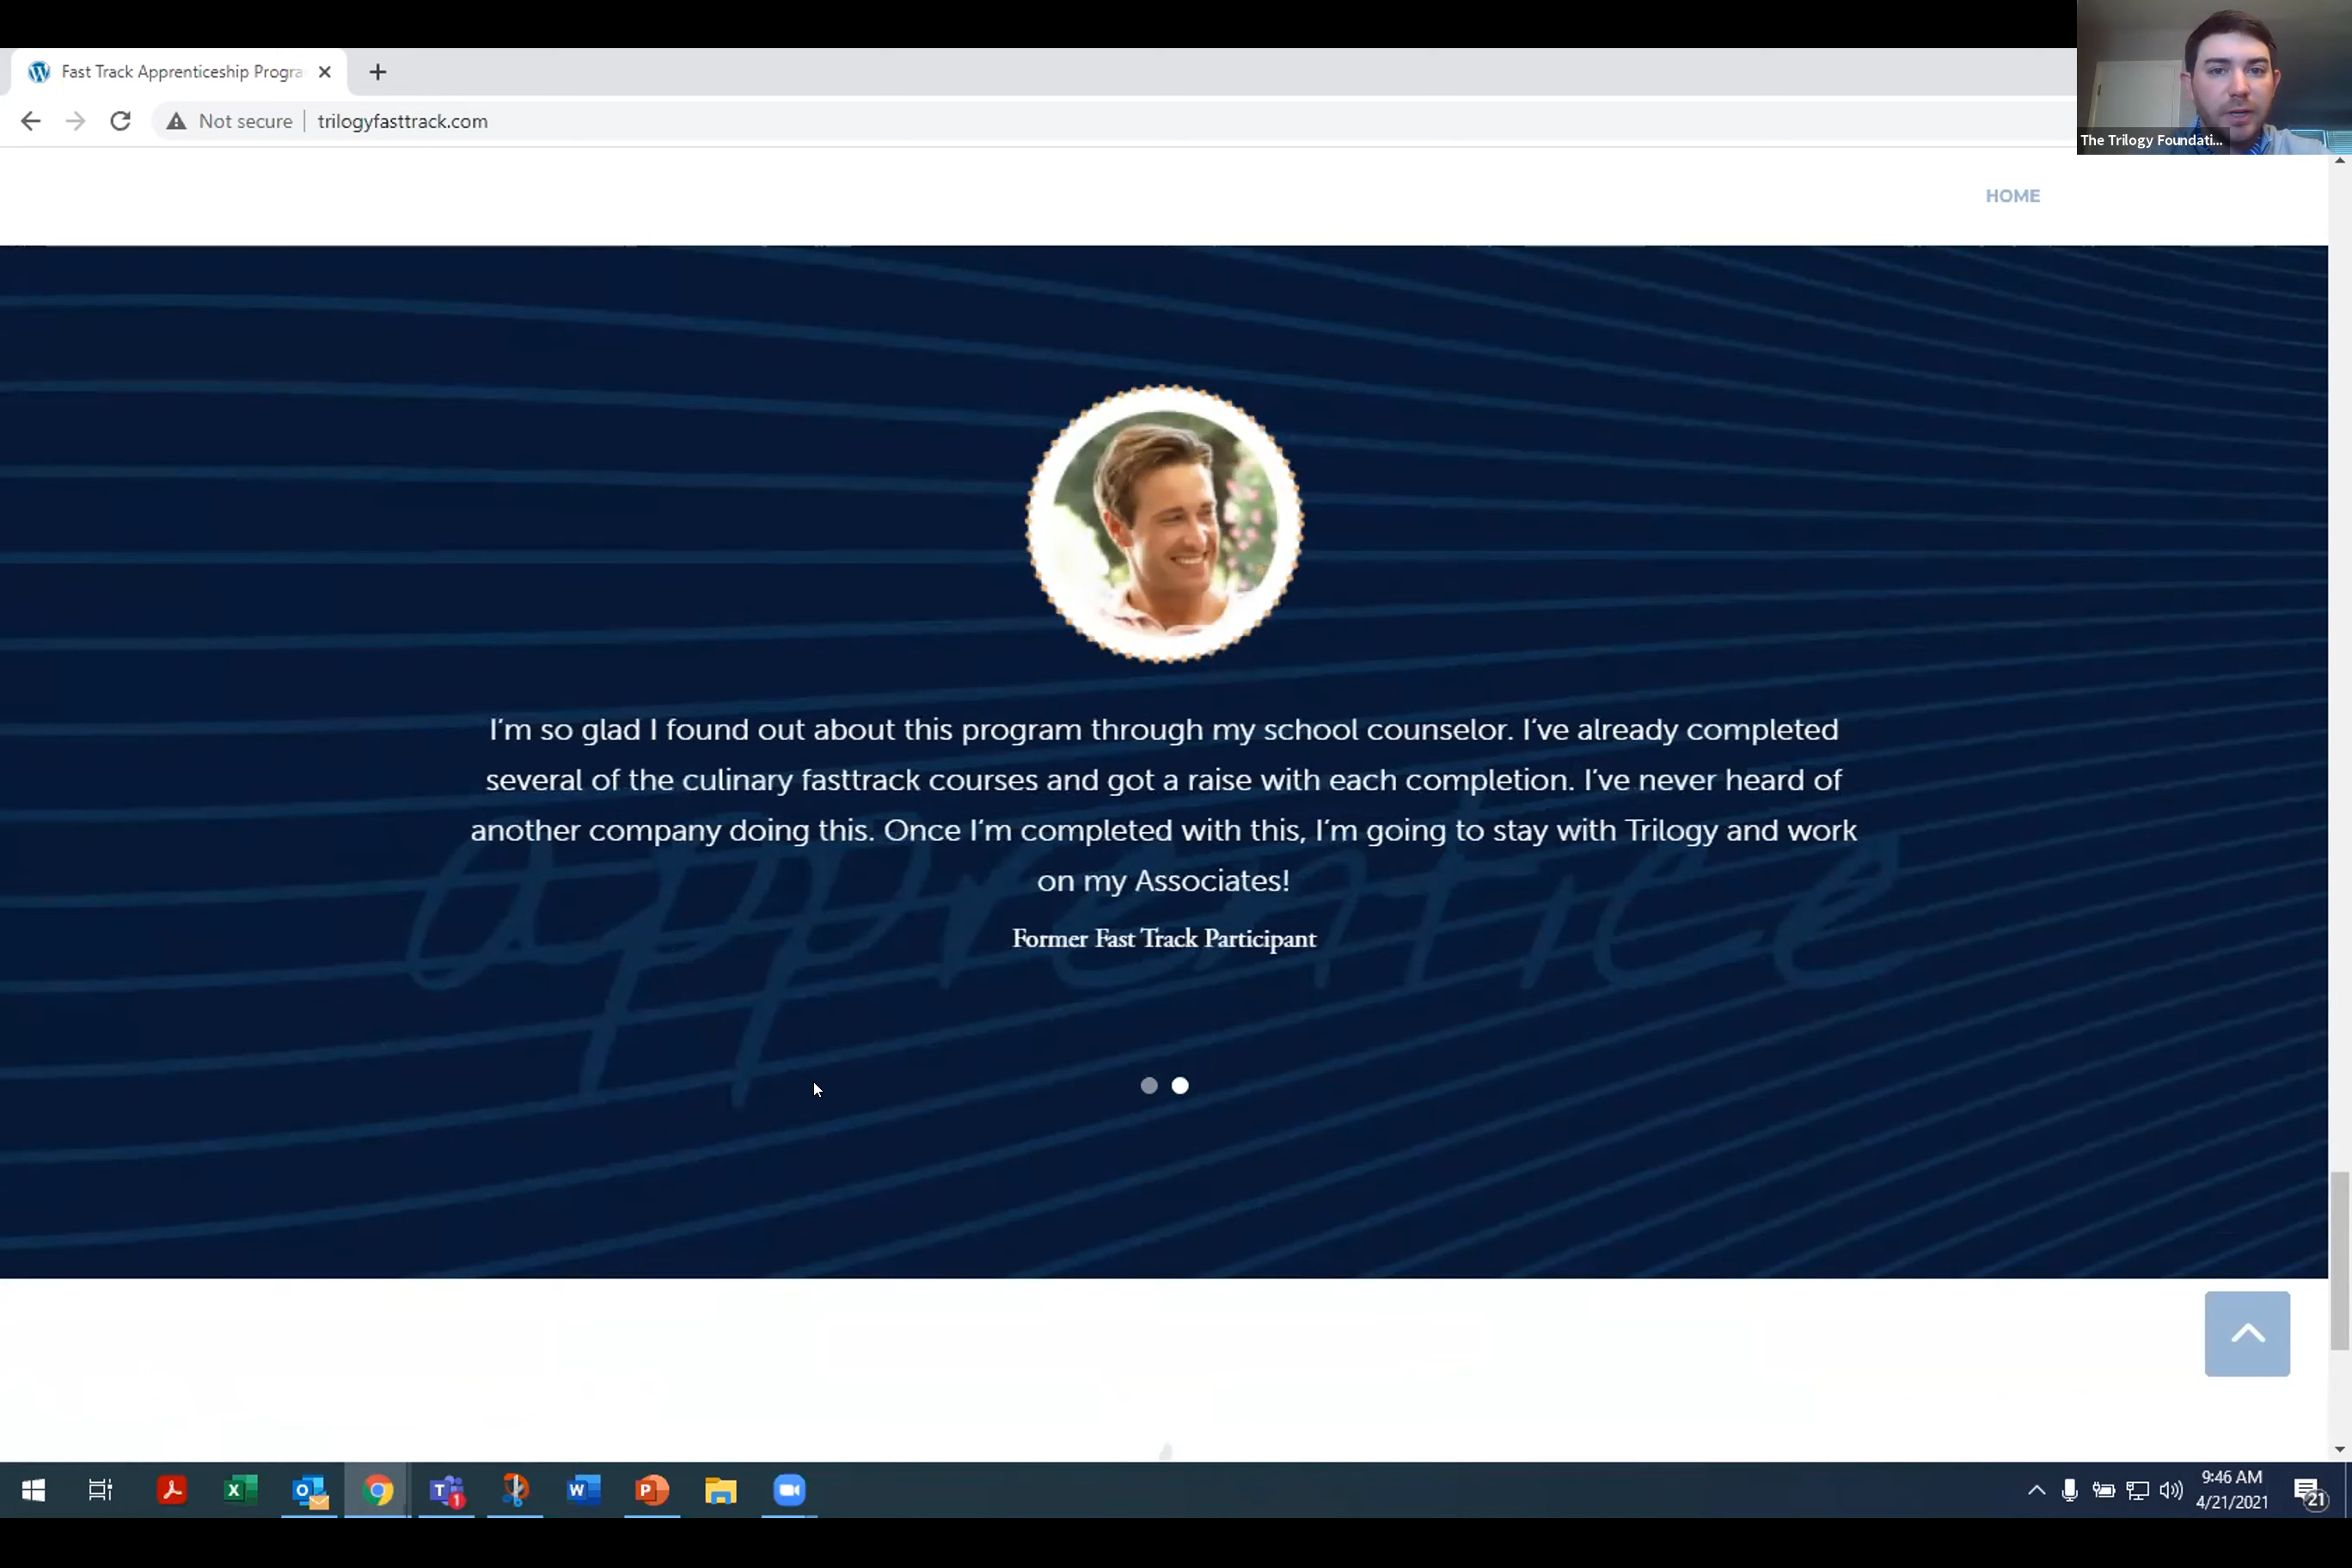 Fast Track Apprenticeship Progra
Not secure
trilogyfasttrack.com
The Trilogy Foundati...
HOME
I'm so glad I found out about this program through my school counselor. I've already completed
several of the culinary fasttrack courses and got a raise with each completion. I've never heard of
another company doing this. Once I'm completed with this, I'm going to stay with Trilogy and work
on my Associates!
Former Fast Track Participant
apprentice
9:46 AM
4/21/2021
21